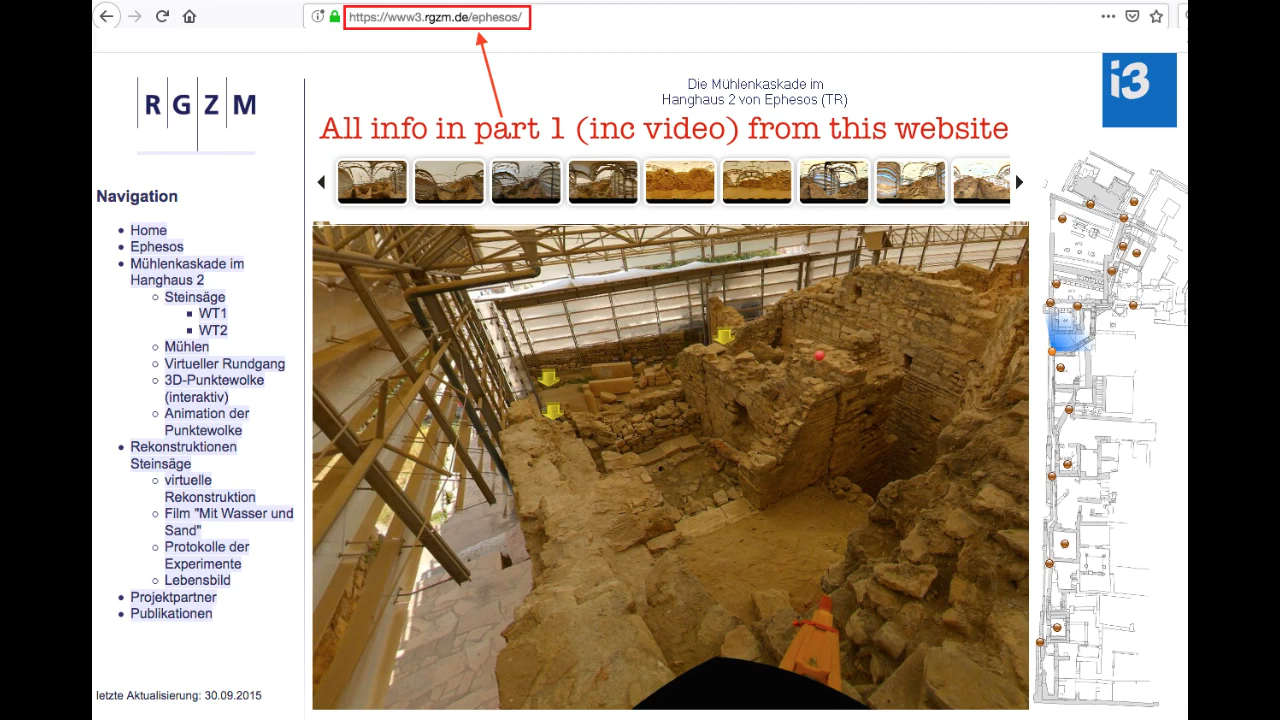 https://www3.rgzm.de/ephesos/
RGZM
Die Mühlenkaskade im
Hanghaus 2 von Ephesos (TR)
i3
All info in part 1 (inc video) from this website
Navigation
Home
Ephesos
Mühlenkaskade im
Hanghaus 2
Steinsäge
WT1
WT2
Mühlen
Virtueller Rundgang
3D-Punktewolke
(interaktiv)
Animation der
Punktewolke
Rekonstruktionen
Steinsäge
virtuelle
Rekonstruktion
Film "Mit Wasser und
Sand"
Protokolle der
Experimente
Lebensbild
Projektpartner
Publikationen
letzte Aktualisierung: 30.09.2015